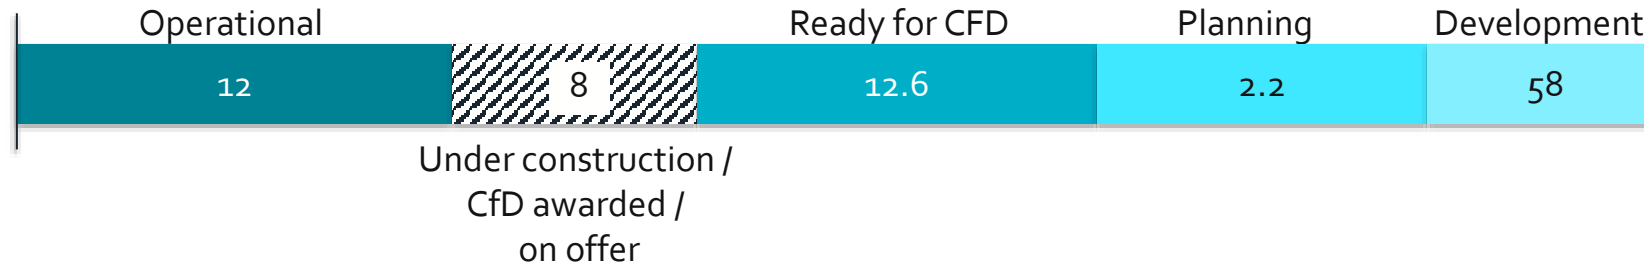 Operational
Ready for CFD
Planning
Development
12
8
12.6
2.2
58
Under construction /
CfD awarded /
on offer